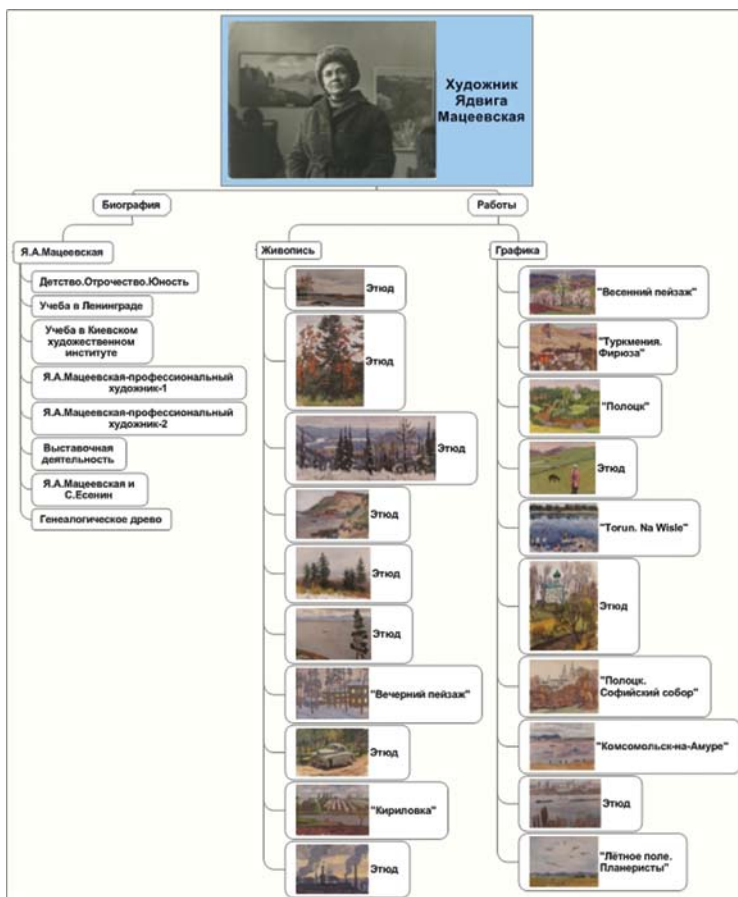 Художник
Ядвига
Мацеевская
Биография
Работы
Я.А.Мацеевская
Детство.Отрочество.Юность
Учеба в Ленинграде
Учеба в Киевском
художественном
институте
Я.А.Мацеевская-профессиональный
художник-1
Я.А.Мацеевская-профессиональный
художник-2
Выставочная
деятельность
Я.А.Мацеевская и
С.Есенин
Генеалогическое древо
Живопись
Этюд
Этюд
Этюд
Этюд
Этюд
Этюд
"Вечерний пейзаж"
Этюд
"Кириловка"
Этюд
Графика
"Весенний пейзаж"
"Туркмения.
Фирюза"
"Полоцк"
Этюд
"Torun. Na Wisle"
Этюд
"Полоцк.
Софийский собор"
"Комсомольск-на-Амуре"
Этюд
"Лётное поле.
Планеристы"